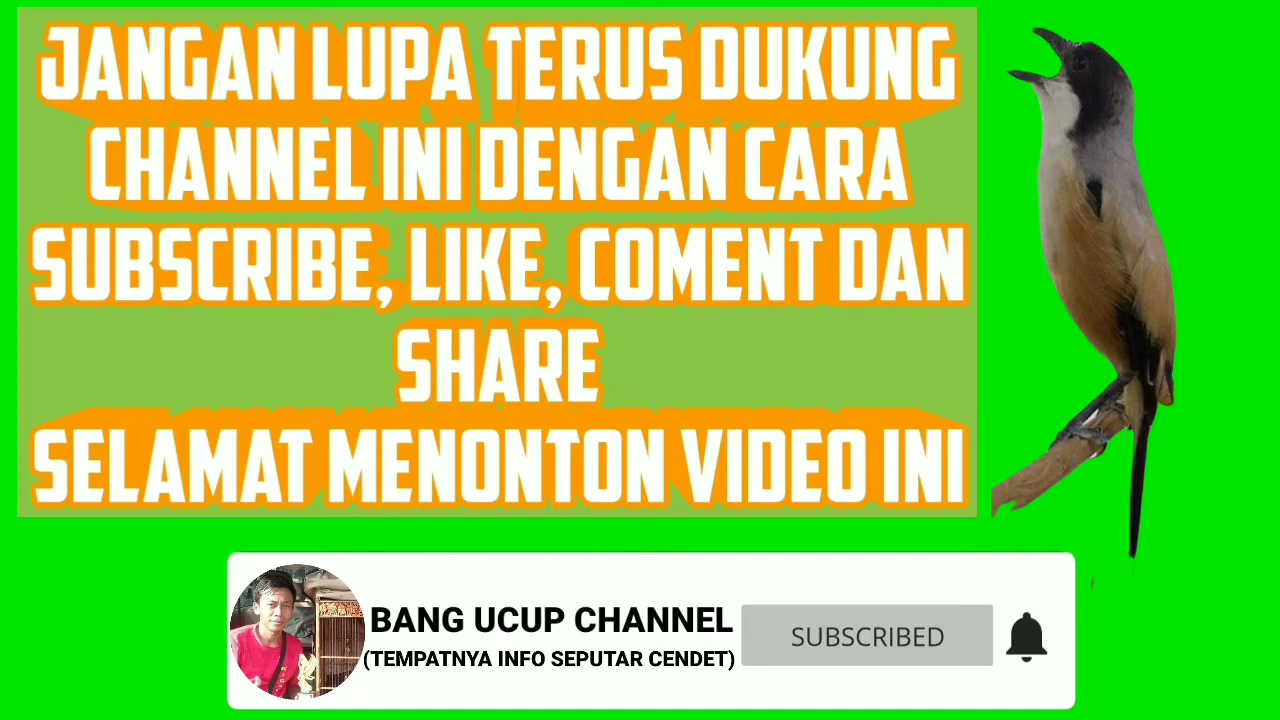 JANGAN LUPA TERUS DUKUNG
CHANNEL INI DENGAN CARA
SUBSCRIBE, LIKE, COMENT DAN
SHARE
SELAMAT MENONTON VIDEO INI
BANG UCUP CHANNEL
(TEMPATNYA INFO SEPUTAR CENDET)
SUBSCRIBED